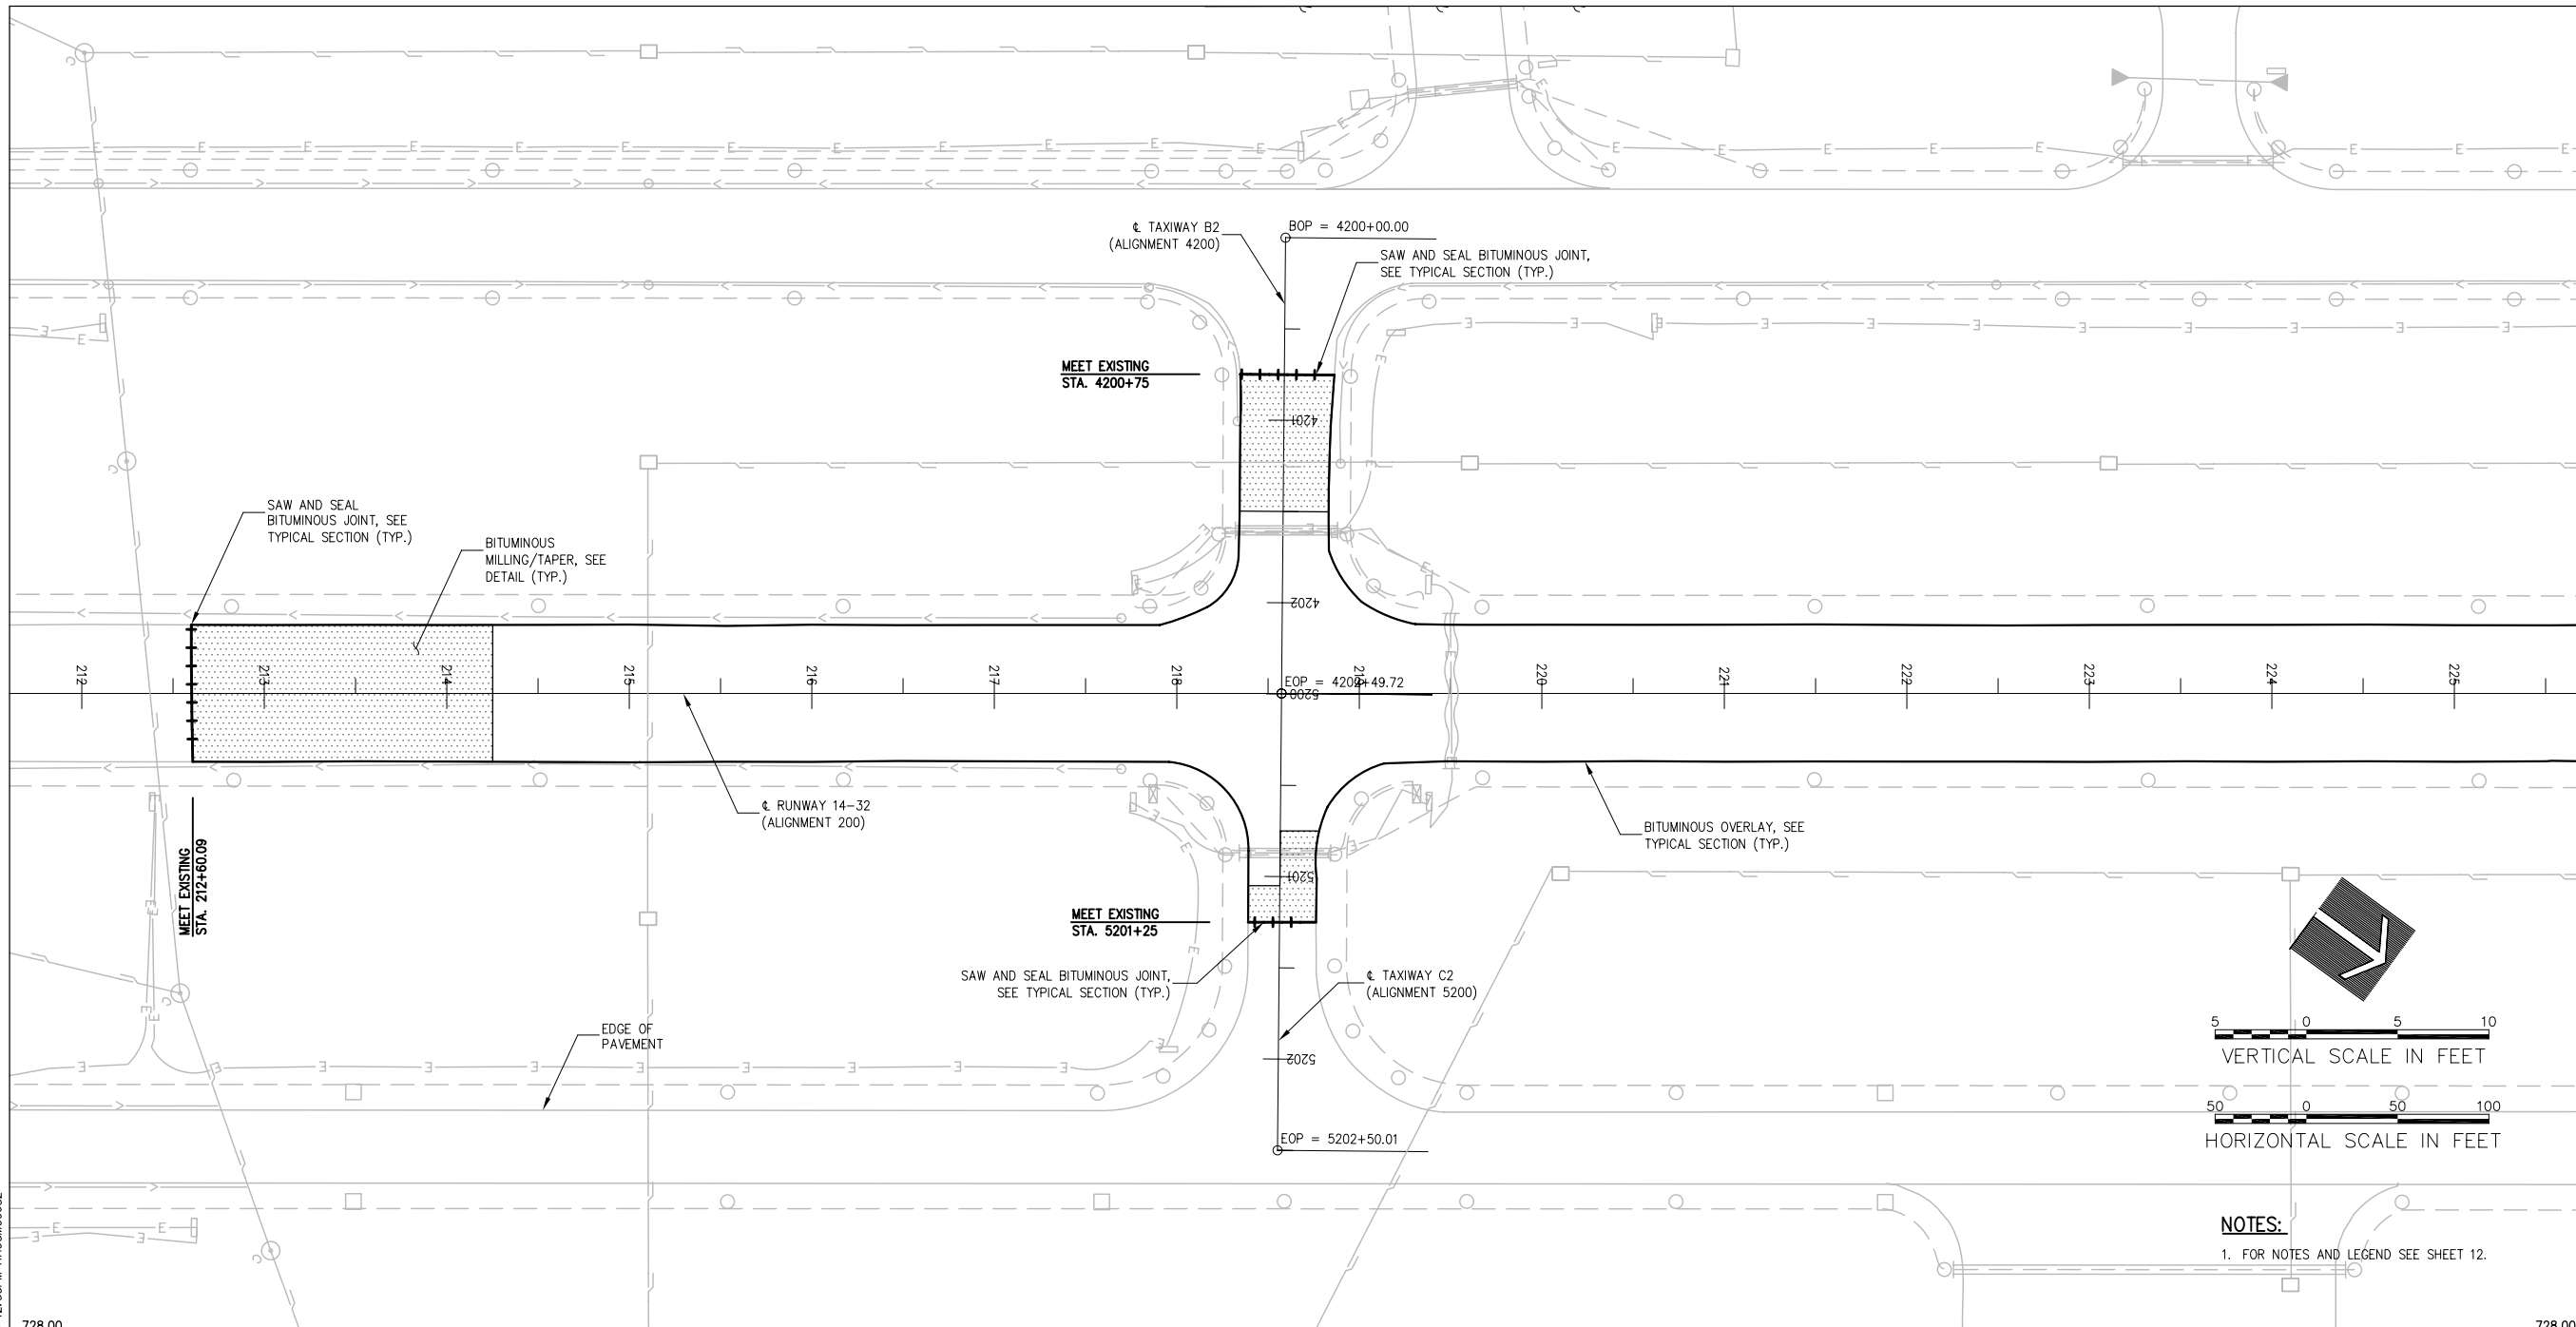 ℄ TAXIWAY B2
(ALIGNMENT 4200)
BOP = 4200+00.00
SAW AND SEAL BITUMINOUS JOINT,
SEE TYPICAL SECTION (TYP.)
MEET EXISTING
STA. 4200+75
4201
SAW AND SEAL
BITUMINOUS JOINT, SEE
TYPICAL SECTION (TYP.)
BITUMINOUS
MILLING/TAPER, SEE
DETAIL (TYP.)
4202
212
213
214
215
216
217
218
219
220
221
222
223
224
225
EOP = 4202+49.72
5200
℄ RUNWAY 14-32
(ALIGNMENT 200)
BITUMINOUS OVERLAY, SEE
TYPICAL SECTION (TYP.)
MEET EXISTING
STA. 212+60.09
5201
MEET EXISTING
STA. 5201+25
SAW AND SEAL BITUMINOUS JOINT,
SEE TYPICAL SECTION (TYP.)
℄ TAXIWAY C2
(ALIGNMENT 5200)
EDGE OF
PAVEMENT
5202
EOP = 5202+50.01
5 0 5 10
VERTICAL SCALE IN FEET
50 0 50 100
HORIZONTAL SCALE IN FEET
NOTES:
1. FOR NOTES AND LEGEND SEE SHEET 12.
728.00
728.00